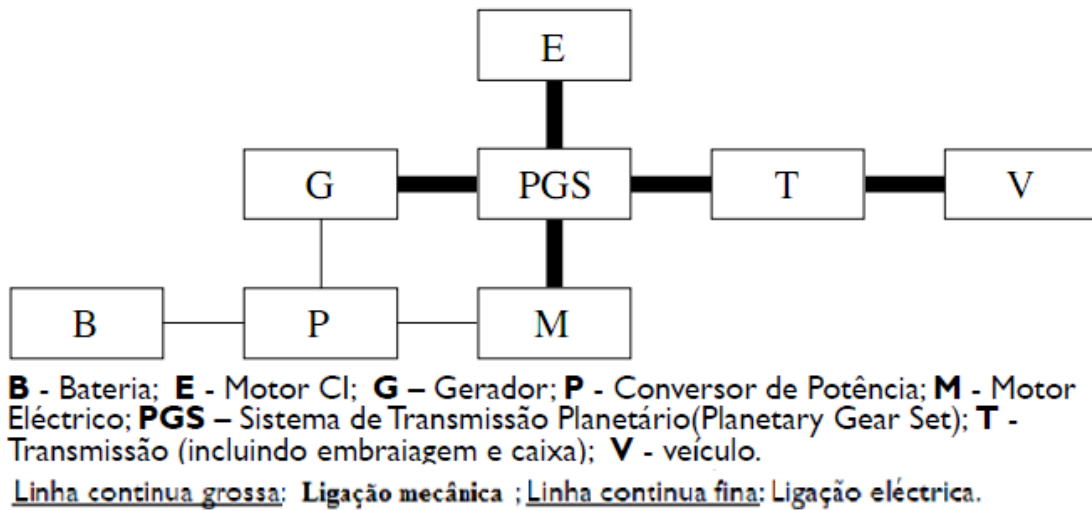 E
G
PGS
T
V
B
P
M
B - Bateria; E - Motor CI; G – Gerador; P - Conversor de Potência; M - Motor
Eléctrico; PGS – Sistema de Transmissão Planetário(Planetary Gear Set); T -
Transmissão (incluindo embraiagem e caixa); V - veículo.
Linha continua grossa: Ligação mecânica ; Linha continua fina: Ligação eléctrica.